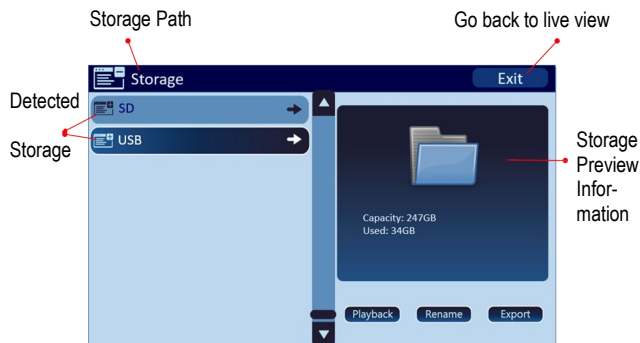 Storage Path
Go back to live view
Storage
Exit
Detected
Storage
SD
USB
Storage
Preview
Infor-
mation
Capacity: 247GB
Used: 34GB
Playback
Rename
Export